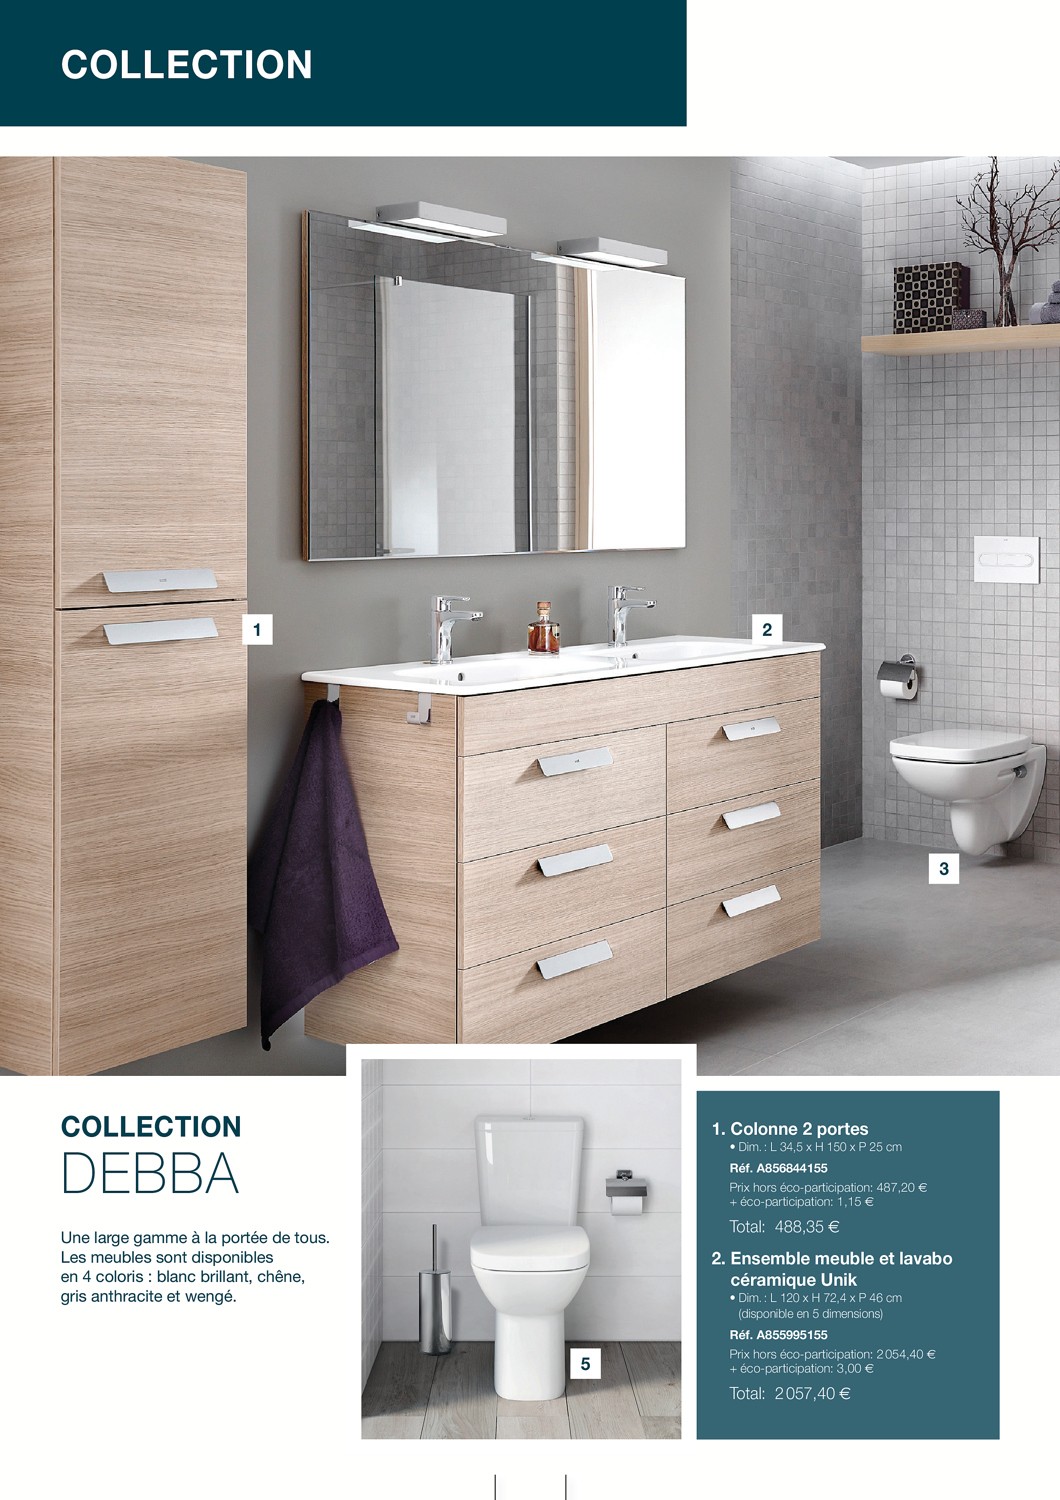 COLLECTION
1
2
3
COLLECTION
DEBBA
Une large gamme à la portée de tous.
Les meubles sont disponibles
en 4 coloris : blanc brillant, chêne,
gris anthracite et wengé.
5
1. Colonne 2 portes
• Dim. : L 34,5 x H 150 x P 25 cm
Réf. A856844155
Prix hors éco-participation: 487,20 €
+ éco-participation: 1,15 €
Total: 488,35 €
2. Ensemble meuble et lavabo
céramique Unik
• Dim. : L 120 x H 72,4 x P 46 cm
(disponible en 5 dimensions)
Réf. A855995155
Prix hors éco-participation: 2 054,40 €
+ éco-participation: 3,00 €
Total: 2 057,40 €